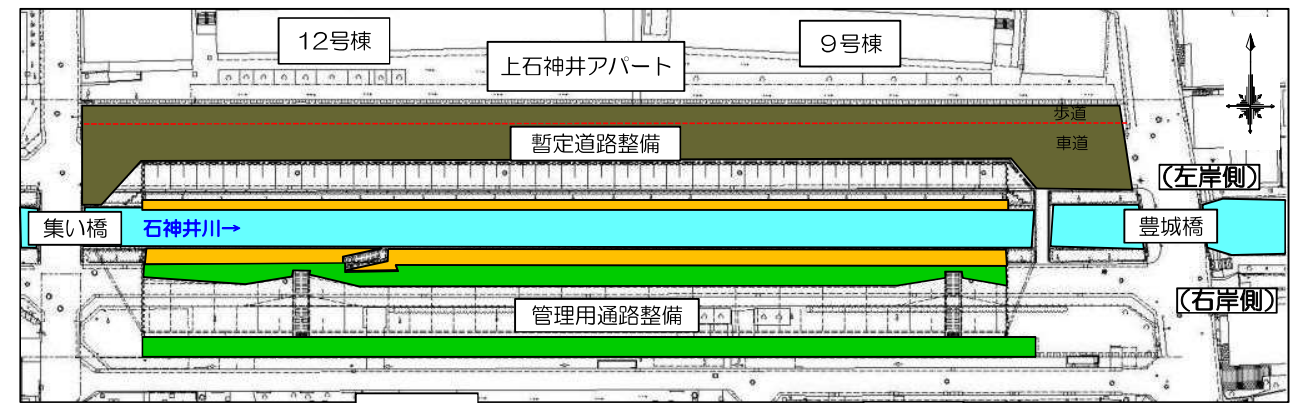 12号棟
9号棟
上石神井アパート
歩道
暫定道路整備
車道
(左岸側)
集い橋
石神井川→
豊城橋
(右岸側)
管理用通路整備